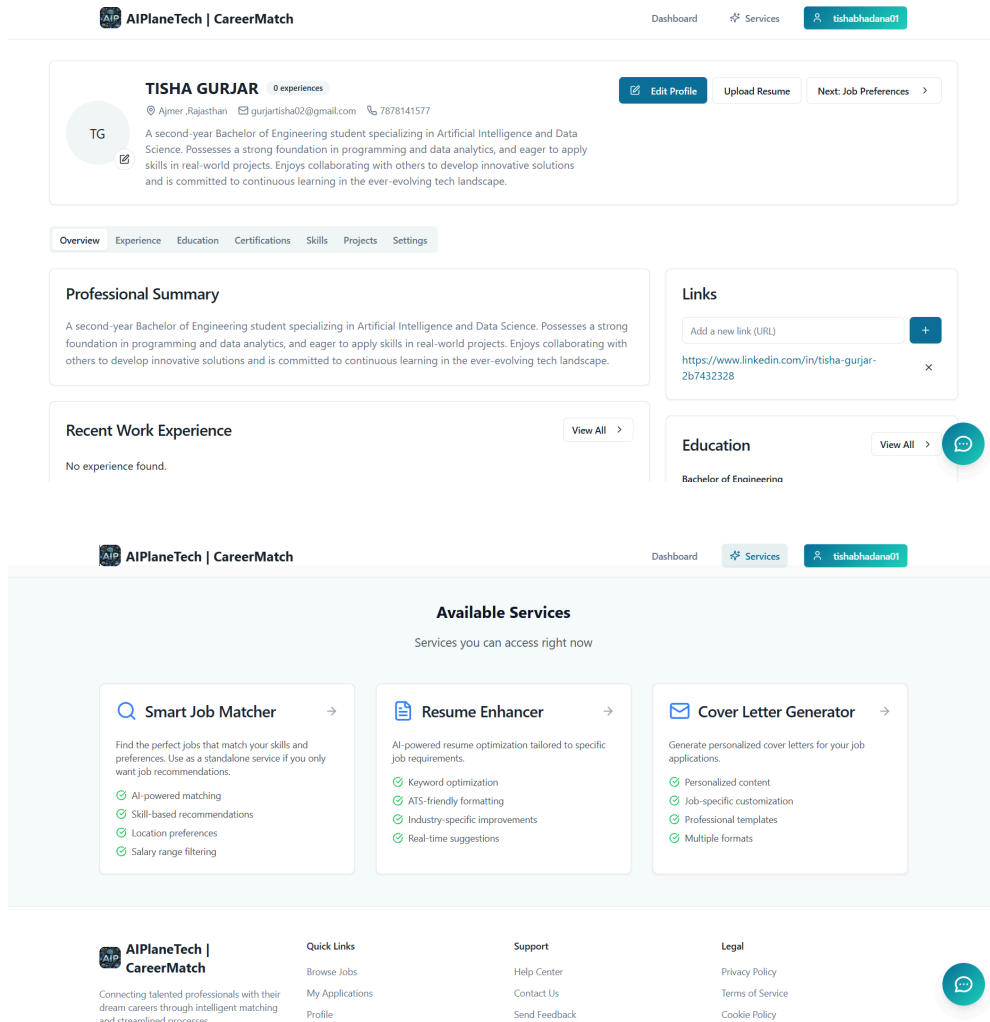 AIPlaneTech | CareerMatch
Dashboard
Services
tishabhadana01
TISHA GURJAR
0 experiences
Ajmer ,Rajasthan
gurjartisha02@gmail.com
7878141577
TG
A second-year Bachelor of Engineering student specializing in Artificial Intelligence and Data
Science. Possesses a strong foundation in programming and data analytics, and eager to apply
skills in real-world projects. Enjoys collaborating with others to develop innovative solutions
and is committed to continuous learning in the ever-evolving tech landscape.
Edit Profile
Upload Resume
Next: Job Preferences
Overview
Experience
Education
Certifications
Skills
Projects
Settings
Professional Summary
A second-year Bachelor of Engineering student specializing in Artificial Intelligence and Data Science. Possesses a strong
foundation in programming and data analytics, and eager to apply skills in real-world projects. Enjoys collaborating with
others to develop innovative solutions and is committed to continuous learning in the ever-evolving tech landscape.
Links
Add a new link (URL)
+
https://www.linkedin.com/in/tisha-gurjar-
2b7432328
Recent Work Experience
View All
No experience found.
Education
View All
Bachelor of Engineering
AIPlaneTech | CareerMatch
Dashboard
Services
tishabhadana01
Available Services
Services you can access right now
Smart Job Matcher
Find the perfect jobs that match your skills and
preferences. Use as a standalone service if you only
want job recommendations.
AI-powered matching
Skill-based recommendations
Location preferences
Salary range filtering
Resume Enhancer
AI-powered resume optimization tailored to specific
job requirements.
Keyword optimization
ATS-friendly formatting
Industry-specific improvements
Real-time suggestions
Cover Letter Generator
Generate personalized cover letters for your job
applications.
Personalized content
Job-specific customization
Professional templates
Multiple formats
AIPlaneTech |
CareerMatch
Connecting talented professionals with their
dream careers through intelligent matching
and streamlined processes.
Quick Links
Browse Jobs
My Applications
Profile
Support
Help Center
Contact Us
Send Feedback
Legal
Privacy Policy
Terms of Service
Cookie Policy